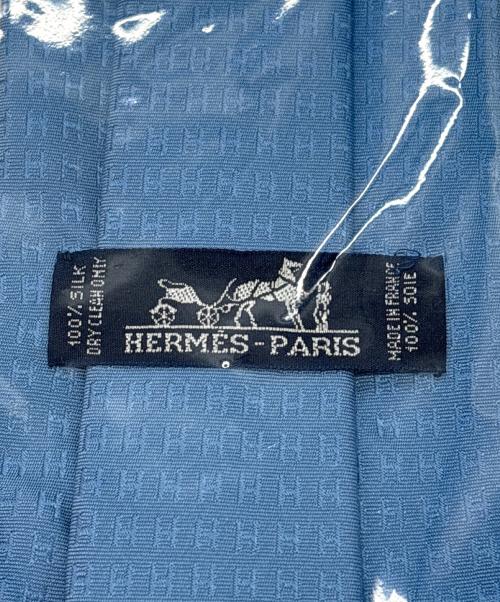 100% SILK
DRY CLEAN ONLY
HERMÈS-PARIS
MADE IN FRANCE
100% SOIE